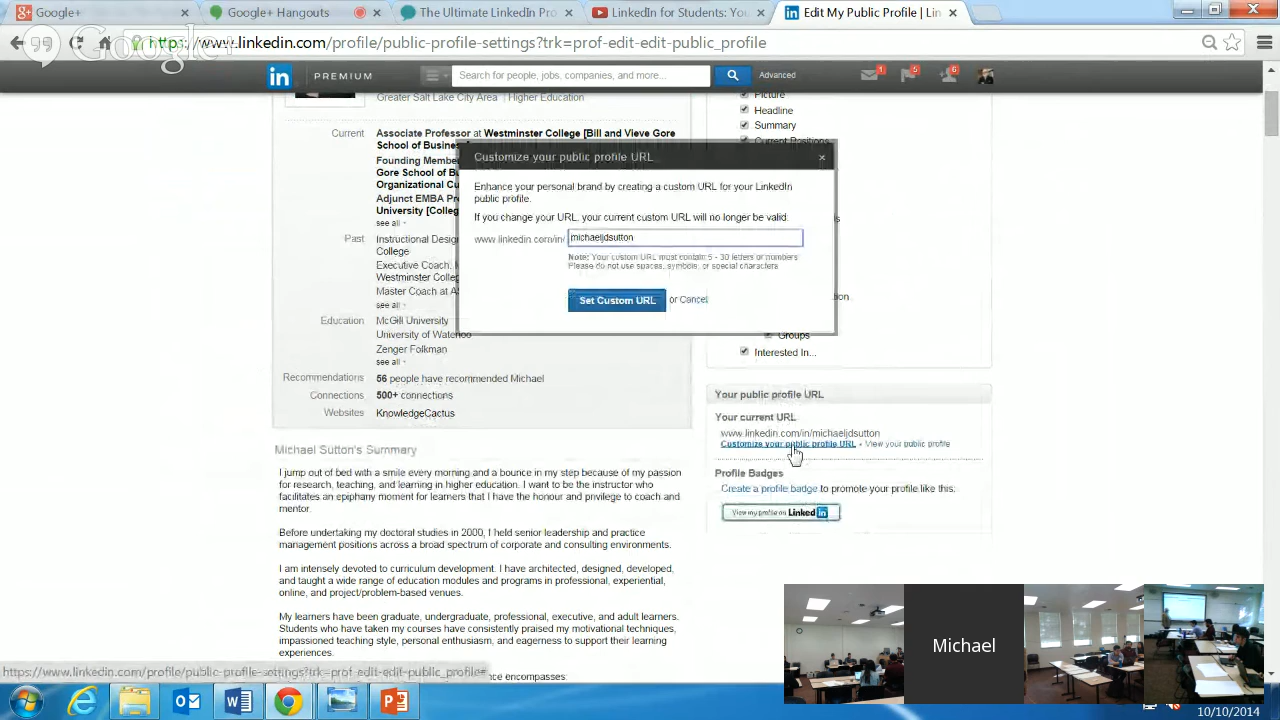 Google+
Google+ Hangouts
The Ultimate LinkedIn Pro
LinkedIn for Students: You
Edit My Public Profile | Lin
https://www.linkedin.com/profile/public-profile-settings?trk=prof-edit-edit-public_profile
Google+
in PREMIUM
Search for people, jobs, companies, and more...
Advanced
1
5
6
Greater Salt Lake City Area | Higher Education
Current
Associate Professor at Westminster College [Bill and Vieve Gore
School of Busines
Founding Membe
Gore School of B
Organizational Cu
Adjunct EMBA Pr
University [Colleg
see all
Past
Instructional Desig
College
Executive Coach, M
Westminster Colleg
Master Coach at A
see all
Education
McGill University
University of Waterloo
Zenger Folkman
see all
Recommendations
56 people have recommended Michael
Connections
500+ connections
Websites
KnowledgeCactus
Customize your public profile URL
×
Enhance your personal brand by creating a custom URL for your LinkedIn
public profile.
If you change your URL, your current custom URL will no longer be valid.
www.linkedin.com/in/
michaeljdsutton
Note: Your custom URL must contain 5 - 30 letters or numbers
Please do not use spaces, symbols, or special characters
Set Custom URL
or Cancel
Picture
Headline
Summary
Current Positions
Groups
Interested In...
Your public profile URL
Your current URL
www.linkedin.com/in/michaeljdsutton
Customize your public profile URL • View your public profile
Profile Badges
Create a profile badge to promote your profile like this:
View my profile on Linked in
Michael Sutton's Summary
I jump out of bed with a smile every morning and a bounce in my step because of my passion
for research, teaching, and learning in higher education. I want to be the instructor who
facilitates an epiphany moment for learners that I have the honour and privilege to coach and
mentor.
Before undertaking my doctoral studies in 2000, I held senior leadership and practice
management positions across a broad spectrum of corporate and consulting environments.
I am intensely devoted to curriculum development. I have architected, designed, developed,
and taught a wide range of education modules and programs in professional, experiential,
online, and project/problem-based venues.
My learners have been graduate, undergraduate, professional, executive, and adult learners.
Students who have taken my courses have consistently praised my motivational techniques,
impassioned teaching style, personal enthusiasm, and eagerness to support their learning
experiences.
nce encompasses:
https://www.linkedin.com/profile/public-profile-settings?trk=prof-edit-edit-public_profile#
Michael
10/10/2014